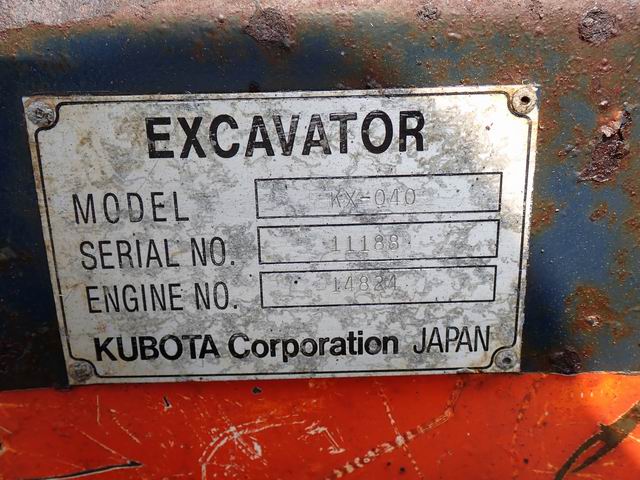 EXCAVATOR
MODEL KX-040
SERIAL NO. 11188
ENGINE NO. 14824
KUBOTA Corporation JAPAN